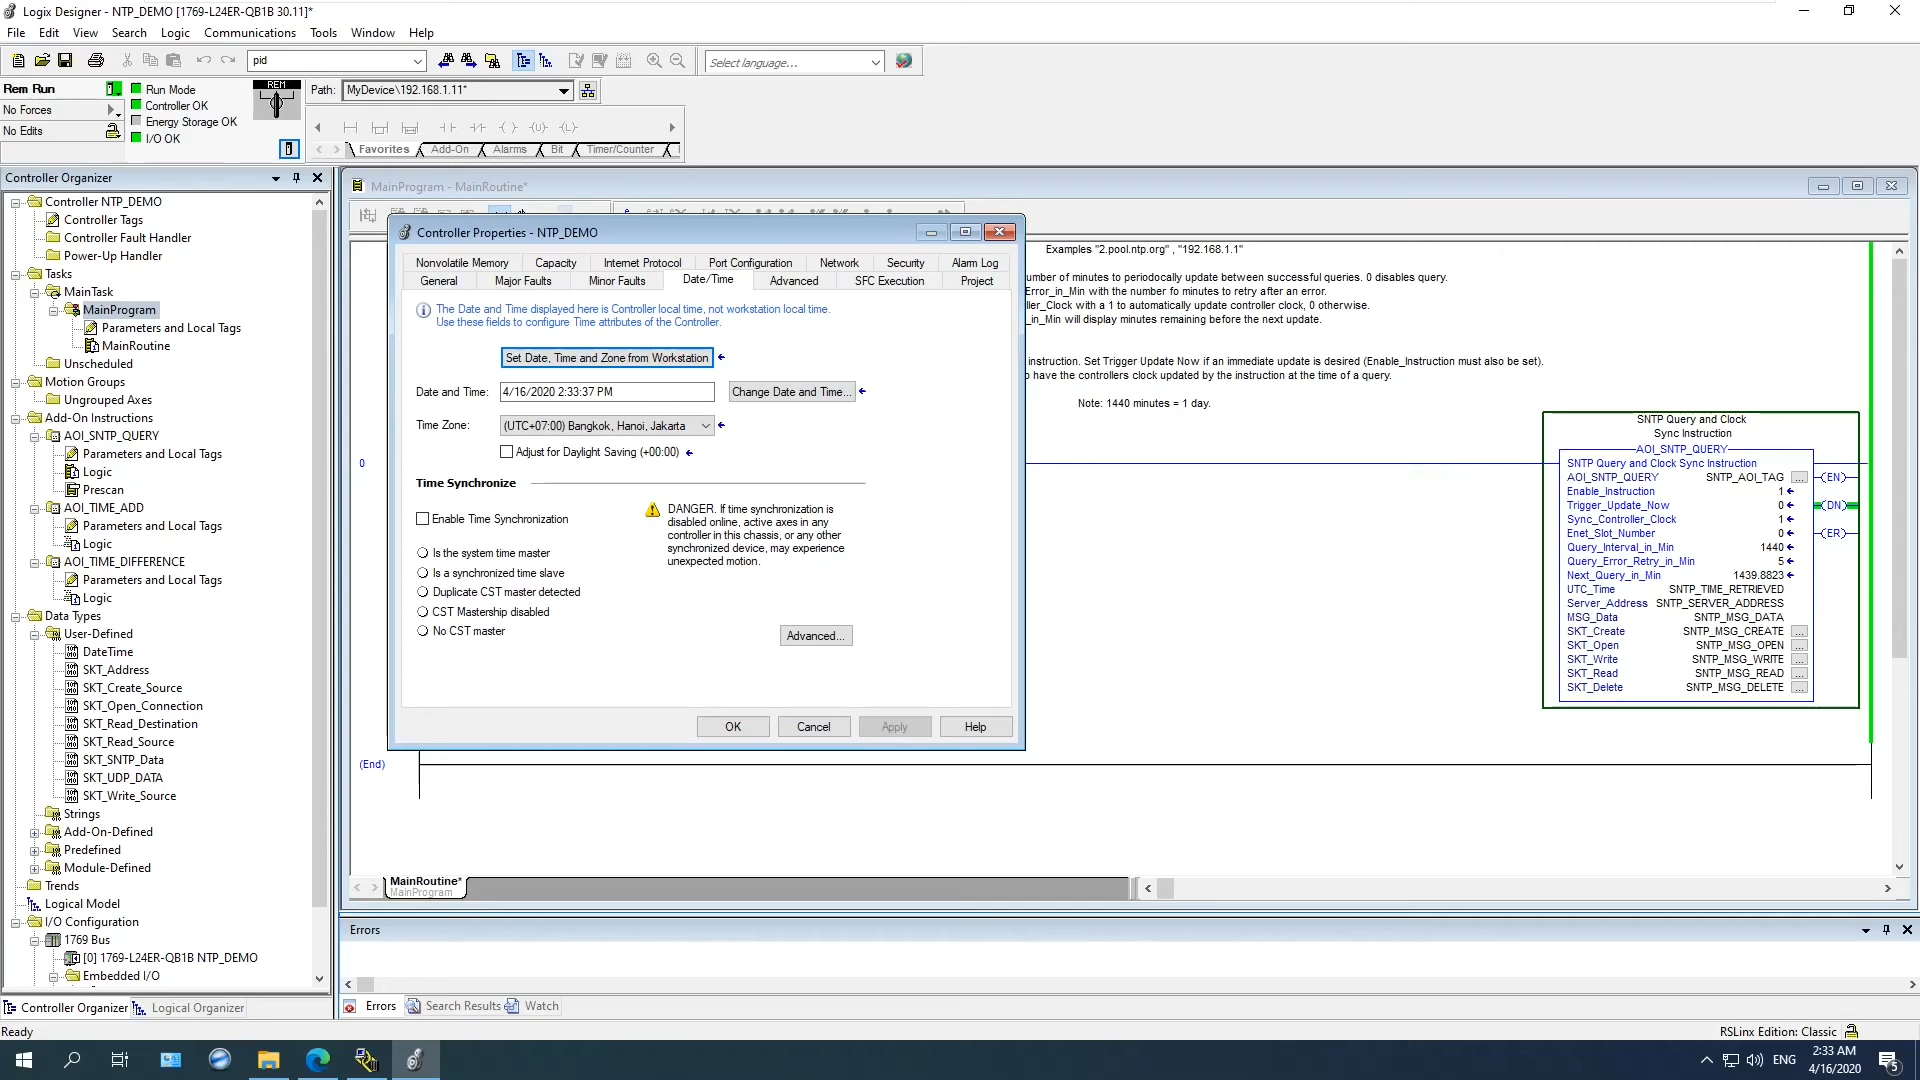 Logix Designer - NTP_DEMO [1769-L24ER-QB1B 30.11]*
File Edit View Search Logic Communications Tools Window Help
pid
Select language...
Rem Run
No Forces
No Edits
Run Mode
Controller OK
Energy Storage OK
I/O OK
REM
Path: MyDevice\192.168.1.11*
Favorites Add-On Alarms Bit Timer/Counter
Controller Organizer
Controller NTP_DEMO
Controller Tags
Controller Fault Handler
Power-Up Handler
Tasks
MainTask
MainProgram
Parameters and Local Tags
MainRoutine
Unscheduled
Motion Groups
Ungrouped Axes
Add-On Instructions
AOI_SNTP_QUERY
Parameters and Local Tags
Logic
Prescan
AOI_TIME_ADD
Parameters and Local Tags
Logic
AOI_TIME_DIFFERENCE
Parameters and Local Tags
Logic
Data Types
User-Defined
DateTime
SKT_Address
SKT_Create_Source
SKT_Open_Connection
SKT_Read_Destination
SKT_Read_Source
SKT_SNTP_Data
SKT_UDP_DATA
SKT_Write_Source
Strings
Add-On-Defined
Predefined
Module-Defined
Trends
Logical Model
I/O Configuration
1769 Bus
[0] 1769-L24ER-QB1B NTP_DEMO
Embedded I/O
Controller Organizer Logical Organizer
MainProgram - MainRoutine*
Controller Properties - NTP_DEMO
Nonvolatile Memory Capacity Internet Protocol Port Configuration Network Security Alarm Log
General Major Faults Minor Faults Date/Time Advanced SFC Execution Project
The Date and Time displayed here is Controller local time, not workstation local time.
Use these fields to configure Time attributes of the Controller.
Set Date, Time and Zone from Workstation
Date and Time: 4/16/2020 2:33:37 PM Change Date and Time...
Time Zone: (UTC+07:00) Bangkok, Hanoi, Jakarta
Adjust for Daylight Saving (+00:00)
Time Synchronize
Enable Time Synchronization
DANGER. If time synchronization is
disabled online, active axes in any
controller in this chassis, or any other
synchronized device, may experience
unexpected motion.
Is the system time master
Is a synchronized time slave
Duplicate CST master detected
CST Mastership disabled
No CST master
Advanced...
OK Cancel Apply Help
Examples "2.pool.ntp.org" , "192.168.1.1"
umber of minutes to periodocally update between successful queries. 0 disables query.
Error_in_Min with the number fo minutes to retry after an error.
ler_Clock with a 1 to automatically update controller clock, 0 otherwise.
_in_Min will display minutes remaining before the next update.
instruction. Set Trigger Update Now if an immediate update is desired (Enable_Instruction must also be set).
o have the controllers clock updated by the instruction at the time of a query.
Note: 1440 minutes = 1 day.
0
SNTP Query and Clock
Sync Instruction
AOI_SNTP_QUERY
SNTP Query and Clock Sync Instruction
AOI_SNTP_QUERY SNTP_AOI_TAG ... (EN)
Enable_Instruction 1
Trigger_Update_Now 0 (DN)
Sync_Controller_Clock 1
Enet_Slot_Number 0 (ER)
Query_Interval_in_Min 1440
Query_Error_Retry_in_Min 5
Next_Query_in_Min 1439.8823
UTC_Time SNTP_TIME_RETRIEVED
Server_Address SNTP_SERVER_ADDRESS
MSG_Data SNTP_MSG_DATA
SKT_Create SNTP_MSG_CREATE ...
SKT_Open SNTP_MSG_OPEN ...
SKT_Write SNTP_MSG_WRITE ...
SKT_Read SNTP_MSG_READ ...
SKT_Delete SNTP_MSG_DELETE ...
(End)
MainRoutine*
MainProgram
Errors
Errors Search Results Watch
Ready
RSLinx Edition: Classic
ENG
2:33 AM
4/16/2020
5